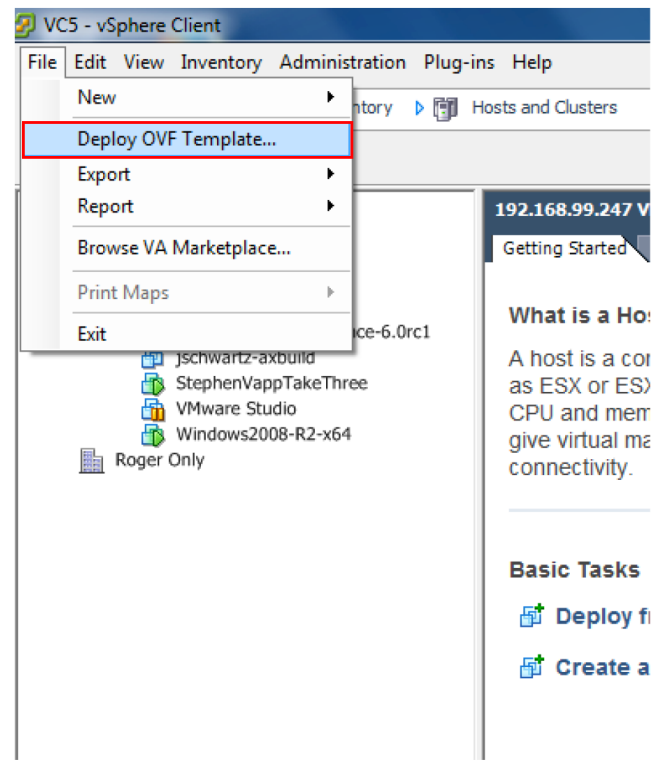 VC5 - vSphere Client
File Edit View Inventory Administration Plug-ins Help
New
Deploy OVF Template...
Export
Report
Browse VA Marketplace...
Print Maps
Exit
ntory Hosts and Clusters
ice-6.0rc1
jschwartz-axbuild
StephenVappTakeThree
VMware Studio
Windows2008-R2-x64
Roger Only
192.168.99.247 V
Getting Started
What is a Hos
A host is a cor
as ESX or ESX
CPU and mem
give virtual ma
connectivity.
Basic Tasks
Deploy fr
Create a